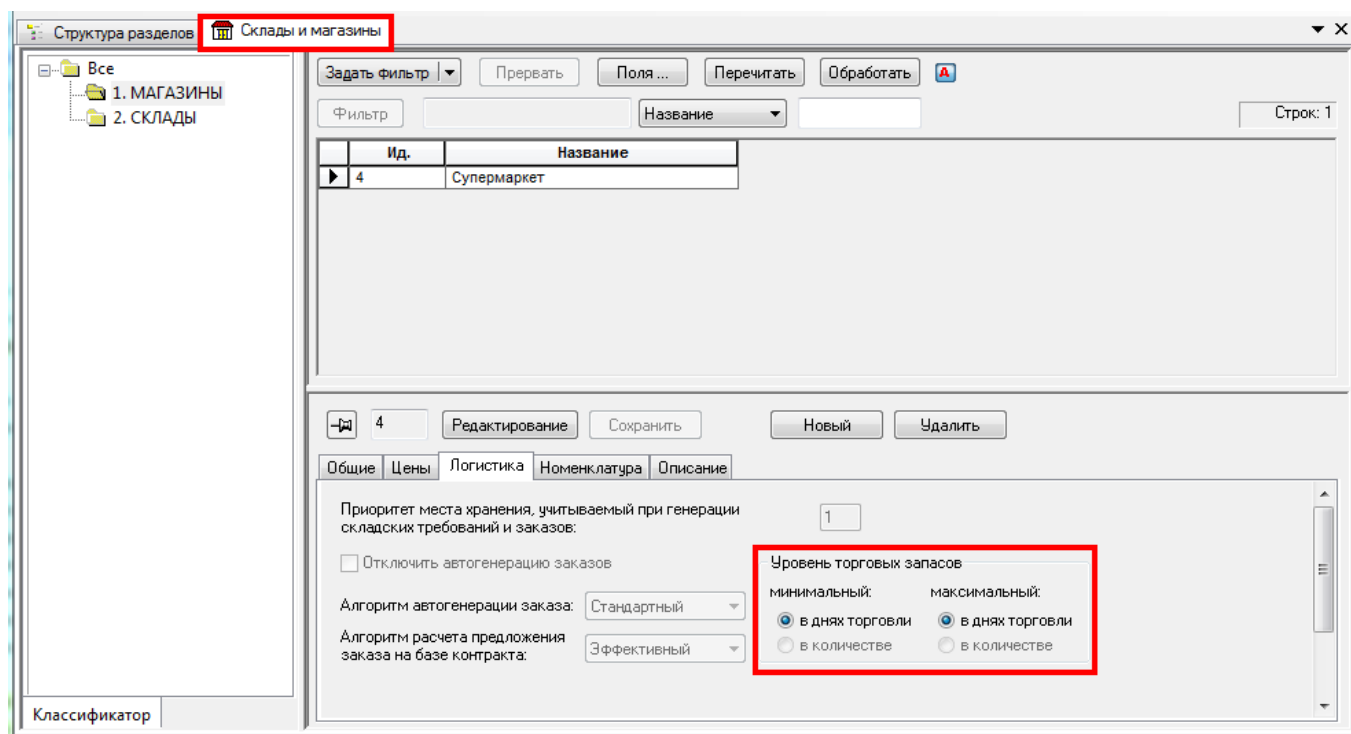 Структура разделов Склады и магазины
Все
1. МАГАЗИНЫ
2. СКЛАДЫ
Задать фильтр Прервать Поля ... Перечитать Обработать A
Фильтр Название Строк: 1
Ид. Название
4 Супермаркет
4 Редактирование Сохранить Новый Удалить
Общие Цены Логистика Номенклатура Описание
Приоритет места хранения, учитываемый при генерации
складских требований и заказов:
1
Отключить автогенерацию заказов
Уровень торговых запасов
минимальный: максимальный:
Алгоритм автогенерации заказа: Стандартный
в днях торговли в днях торговли
Алгоритм расчета предложения
заказа на базе контракта:
Эффективный
в количестве в количестве
Классификатор